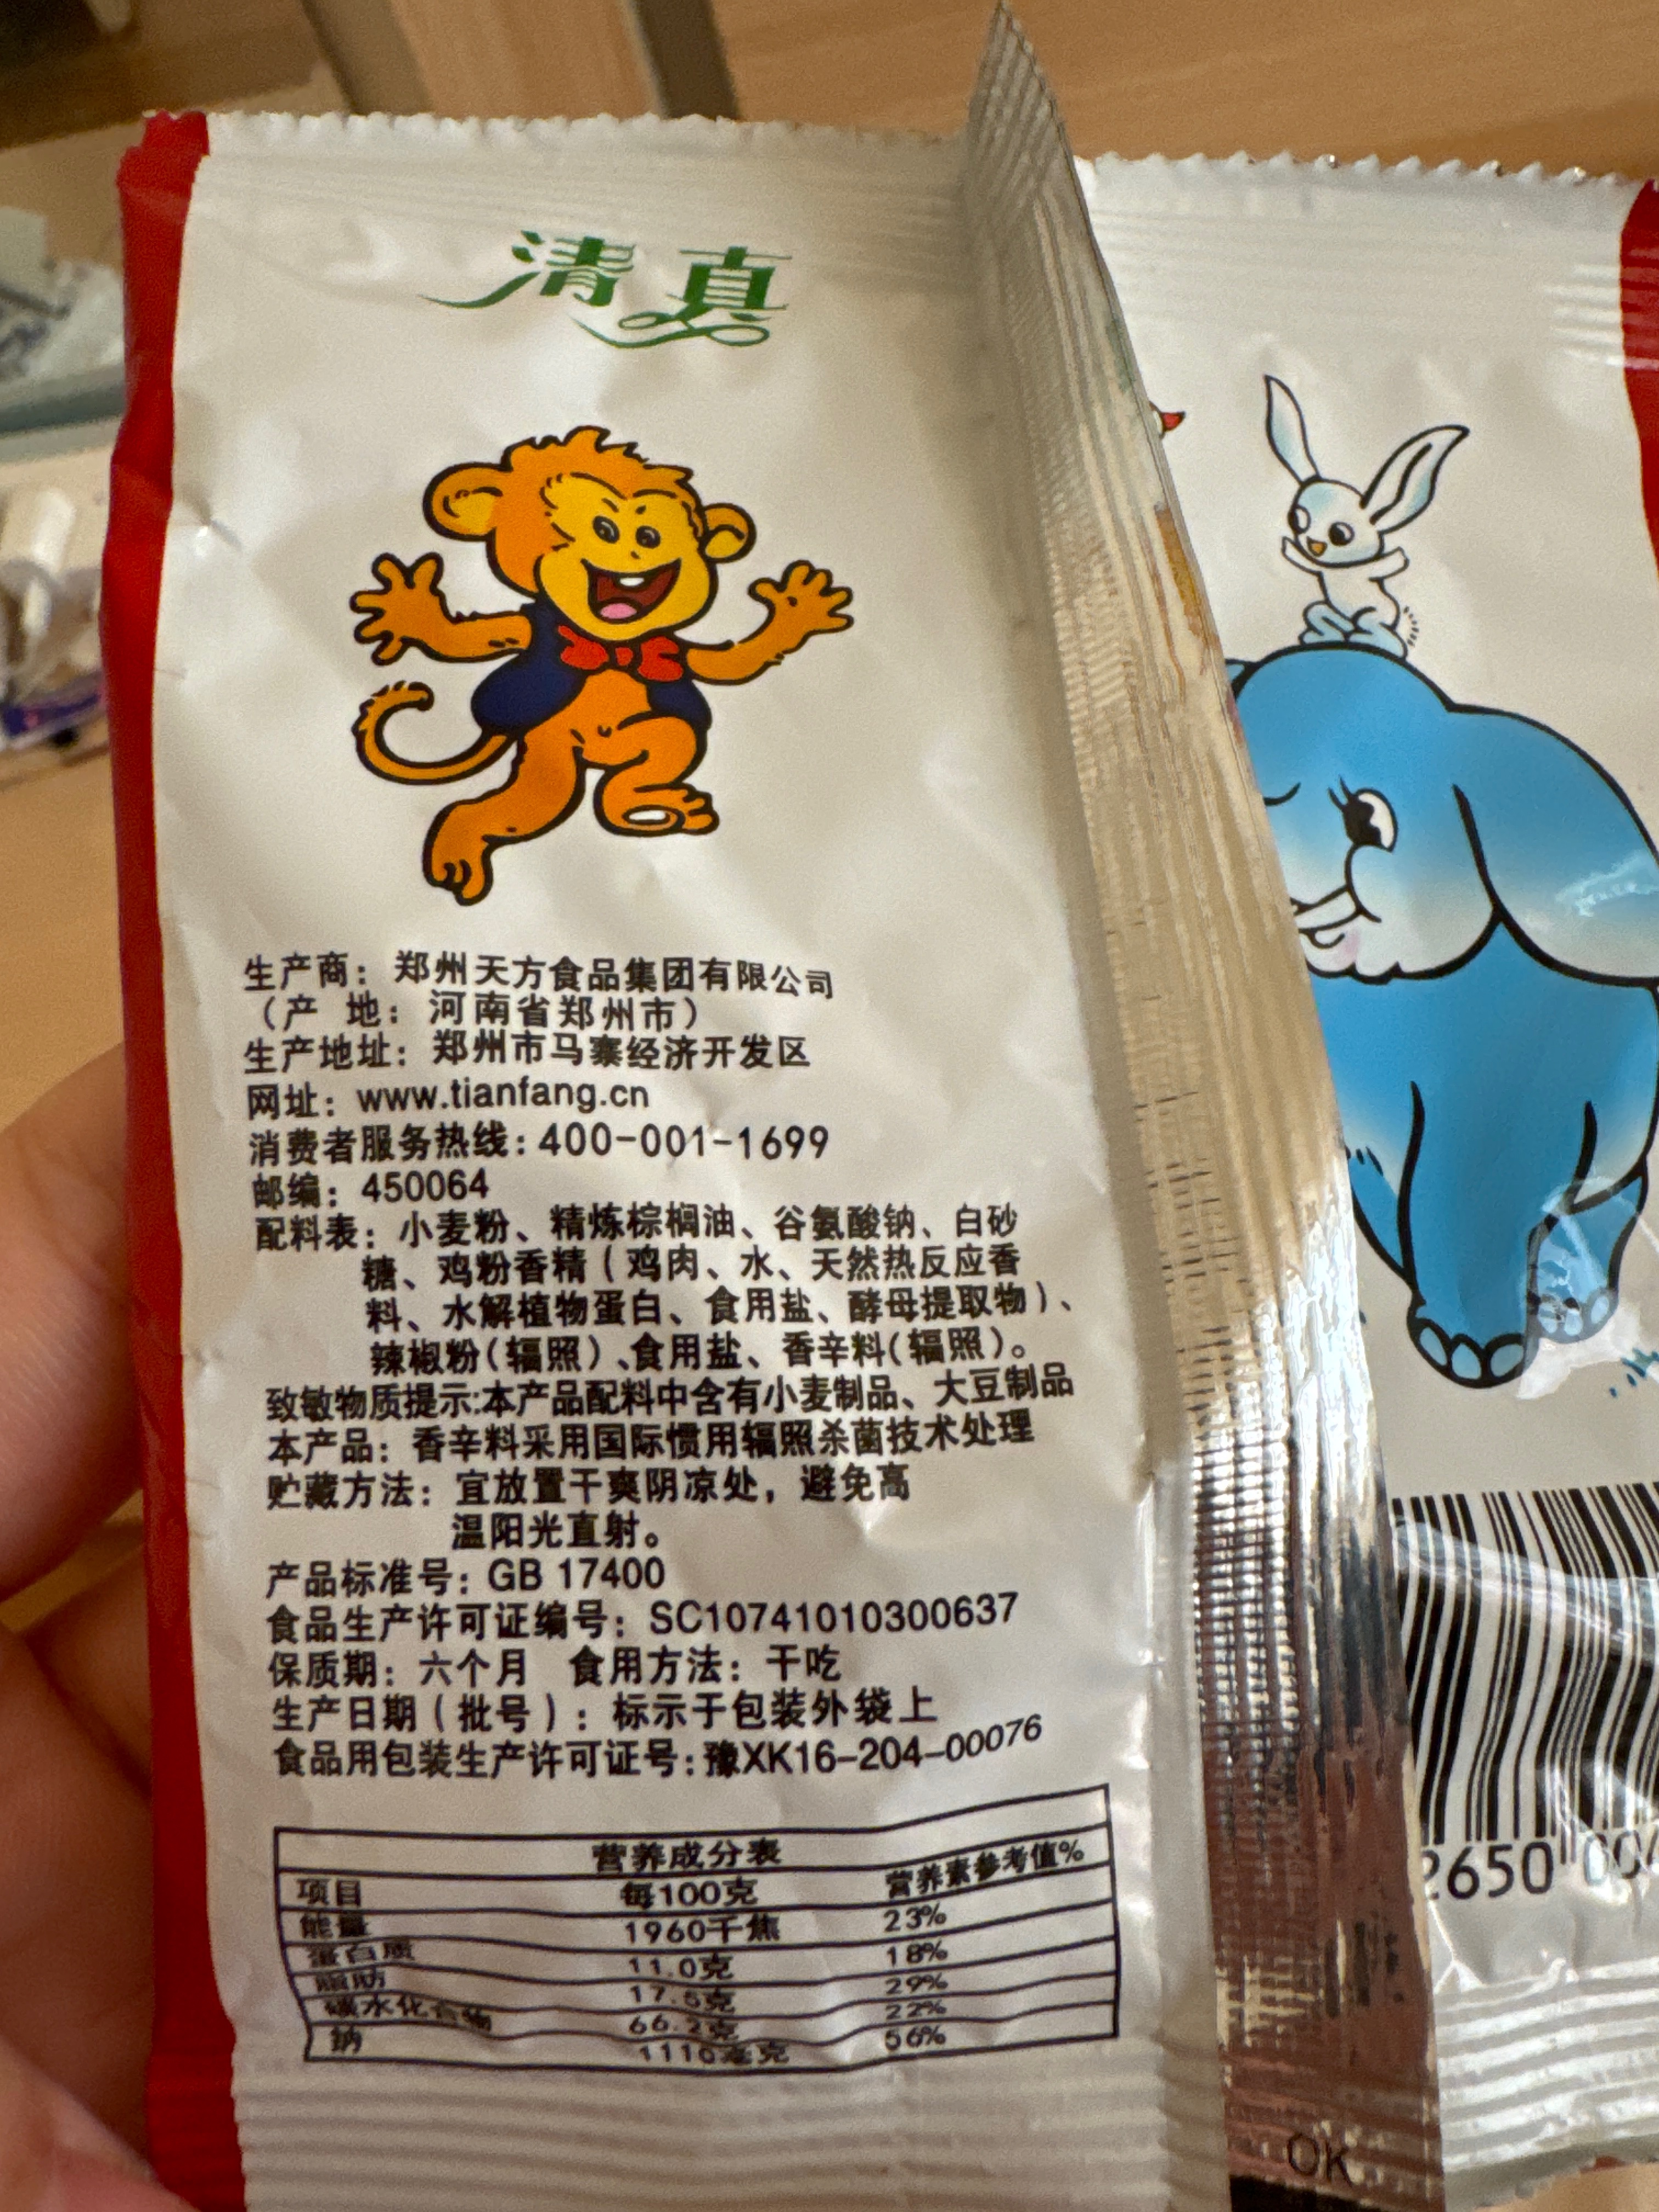 清真
生产商：郑州天方食品集团有限公司
（产 地：河南省郑州市）
生产地址：郑州市马寨经济开发区
网址：www.tianfang.cn
消费者服务热线：400-001-1699
邮编：450064
配料表：小麦粉、精炼棕榈油、谷氨酸钠、白砂
糖、鸡粉香精（鸡肉、水、天然热反应香
料、水解植物蛋白、食用盐、酵母提取物）、
辣椒粉（辐照）、食用盐、香辛料（辐照）。
致敏物质提示：本产品配料中含有小麦制品、大豆制品
本产品：香辛料采用国际惯用辐照杀菌技术处理
贮藏方法：宜放置干爽阴凉处，避免高
温阳光直射。
产品标准号：GB 17400
食品生产许可证编号：SC10741010300637
保质期：六个月 食用方法：干吃
生产日期（批号）：标示于包装外袋上
食品用包装生产许可证号：豫XK16-204-00076
营养成分表
项目 每100克 营养素参考值%
能量 1960千焦 23%
蛋白质 11.0克 18%
脂肪 17.5克 29%
碳水化合物 66.2克 22%
钠 1110毫克 56%
2650 00
OK